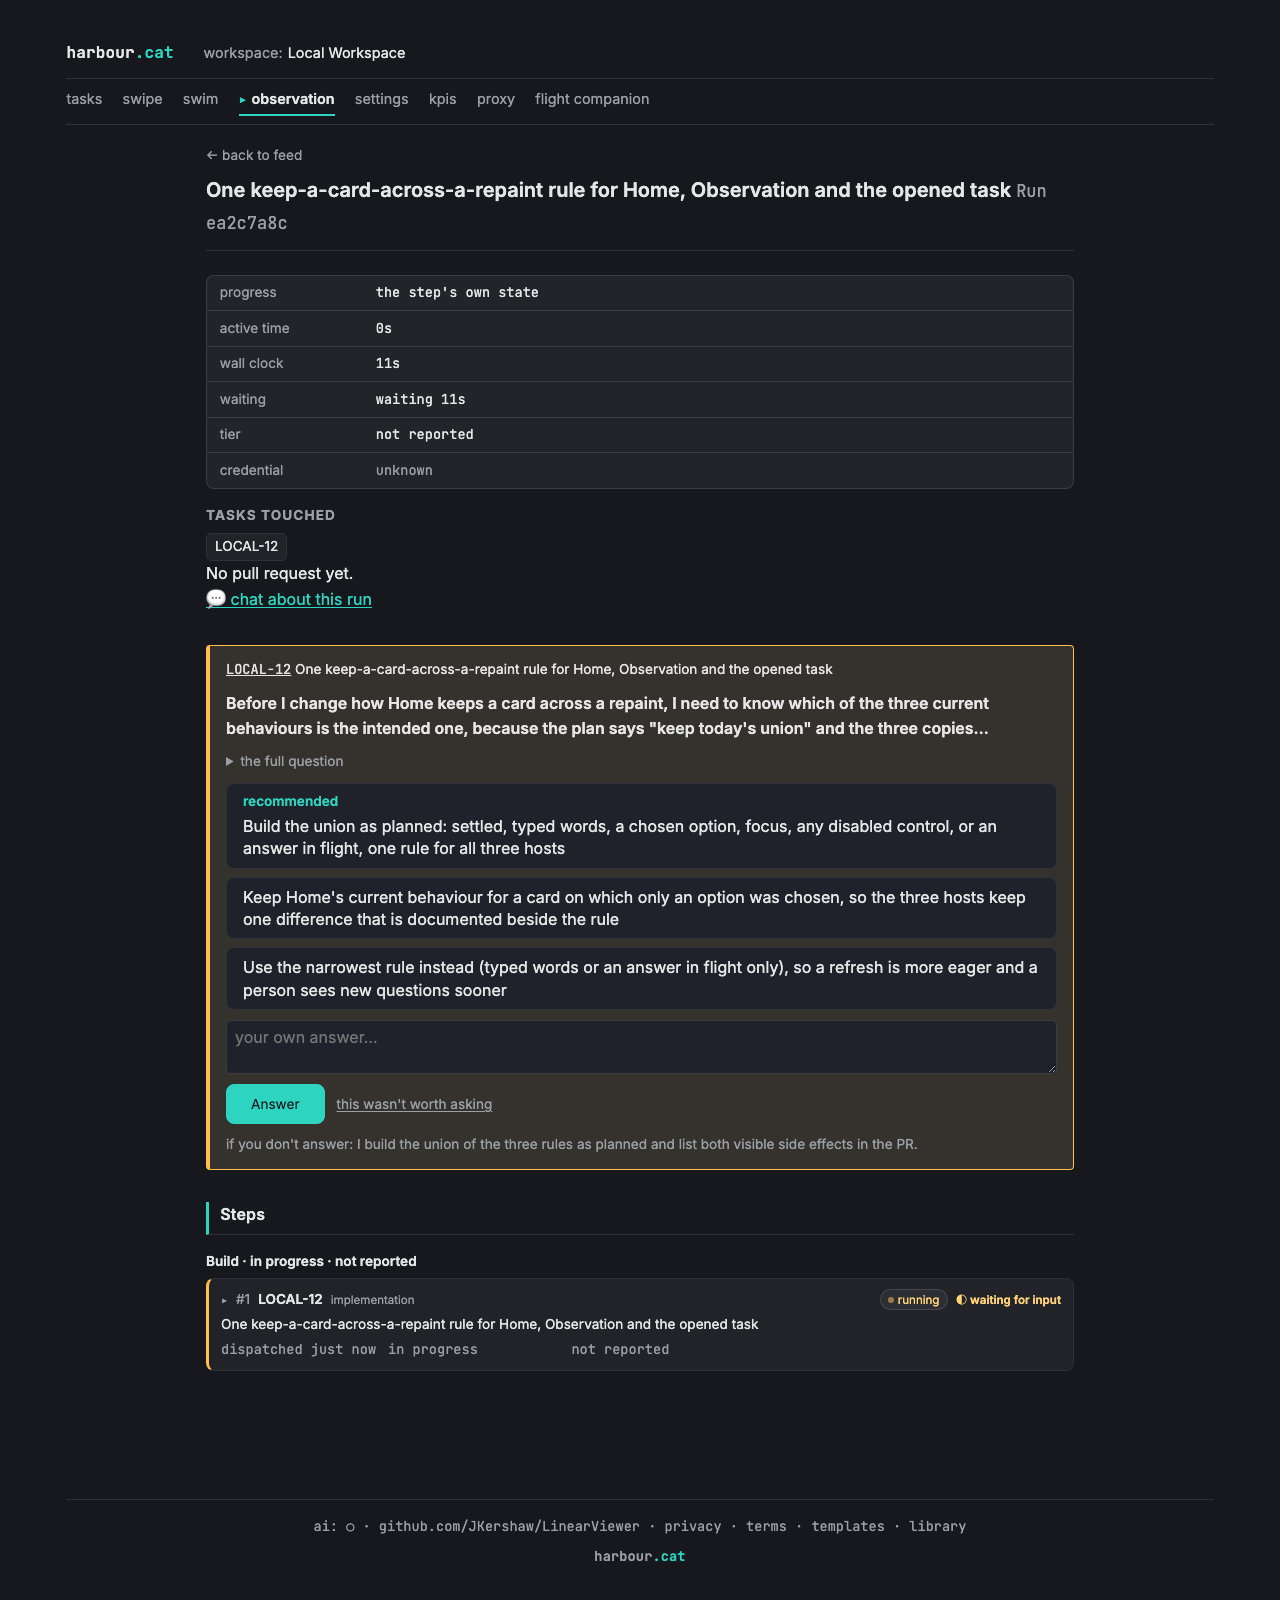 harbour.cat workspace: Local Workspace
tasks swipe swim ▸ observation settings kpis proxy flight companion
← back to feed
One keep-a-card-across-a-repaint rule for Home, Observation and the opened task Run
ea2c7a8c
progress the step's own state
active time 0s
wall clock 11s
waiting waiting 11s
tier not reported
credential unknown
TASKS TOUCHED
LOCAL-12
No pull request yet.
💬 chat about this run
LOCAL-12 One keep-a-card-across-a-repaint rule for Home, Observation and the opened task
Before I change how Home keeps a card across a repaint, I need to know which of the three current
behaviours is the intended one, because the plan says "keep today's union" and the three copies…
▶ the full question
recommended
Build the union as planned: settled, typed words, a chosen option, focus, any disabled control, or an
answer in flight, one rule for all three hosts
Keep Home's current behaviour for a card on which only an option was chosen, so the three hosts keep
one difference that is documented beside the rule
Use the narrowest rule instead (typed words or an answer in flight only), so a refresh is more eager and a
person sees new questions sooner
your own answer…
Answer this wasn't worth asking
if you don't answer: I build the union of the three rules as planned and list both visible side effects in the PR.
Steps
Build · in progress · not reported
▸ #1 LOCAL-12 implementation running ◐ waiting for input
One keep-a-card-across-a-repaint rule for Home, Observation and the opened task
dispatched just now in progress not reported
ai: ○ · github.com/JKershaw/LinearViewer · privacy · terms · templates · library
harbour.cat